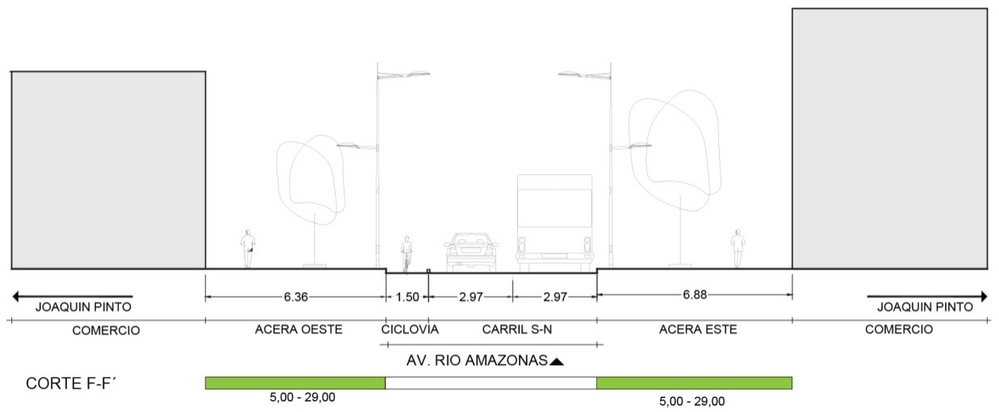 6.36 1.50 2.97 2.97 6.88
JOAQUIN PINTO JOAQUIN PINTO
COMERCIO ACERA OESTE CICLOVIA CARRIL S-N ACERA ESTE COMERCIO
AV. RIO AMAZONAS
CORTE F-F´
5,00 - 29,00 5,00 - 29,00